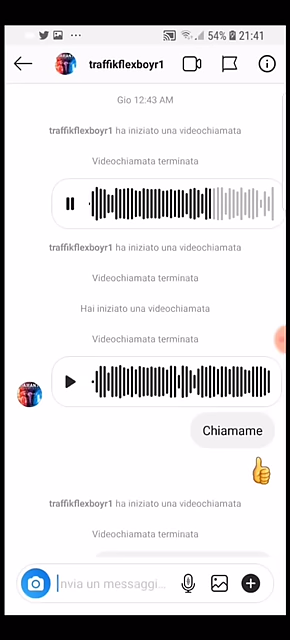 54% 21:41
traffikflexboyr1
Gio 12:43 AM
traffikflexboyr1 ha iniziato una videochiamata
Videochiamata terminata
traffikflexboyr1 ha iniziato una videochiamata
Videochiamata terminata
Hai iniziato una videochiamata
Videochiamata terminata
Chiamame
traffikflexboyr1 ha iniziato una videochiamata
Videochiamata terminata
nvia un messaggi...